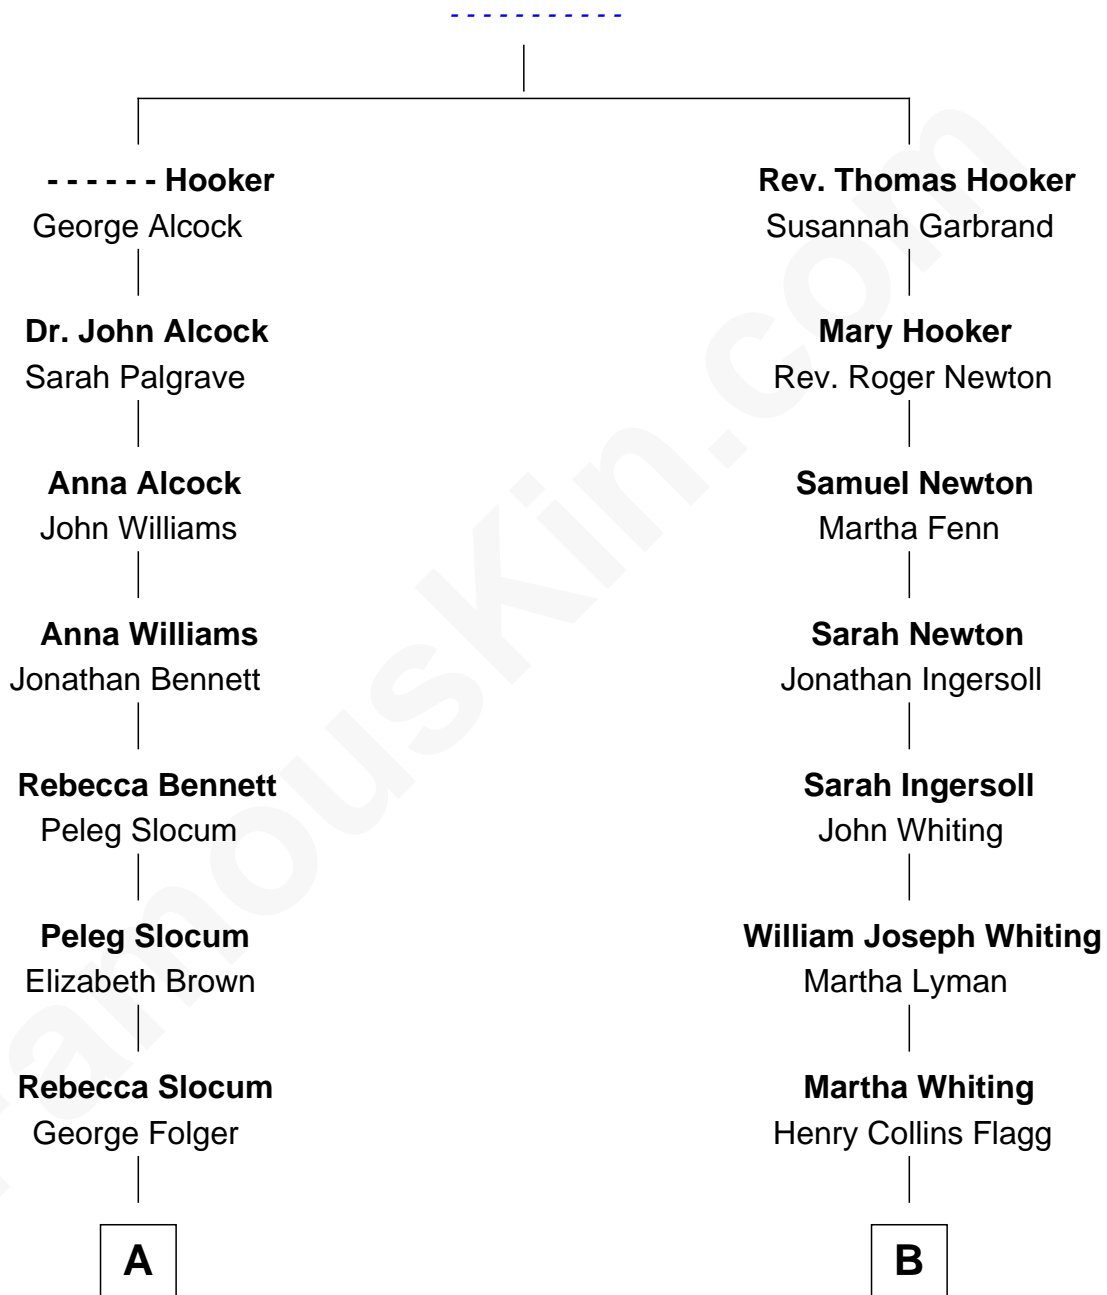 - - - - - - - - - - -
- - - - - - Hooker
George Alcock
Dr. John Alcock
Sarah Palgrave
Anna Alcock
John Williams
Anna Williams
Jonathan Bennett
Rebecca Bennett
Peleg Slocum
Peleg Slocum
Elizabeth Brown
Rebecca Slocum
George Folger
A
Rev. Thomas Hooker
Susannah Garbrand
Mary Hooker
Rev. Roger Newton
Samuel Newton
Martha Fenn
Sarah Newton
Jonathan Ingersoll
Sarah Ingersoll
John Whiting
William Joseph Whiting
Martha Lyman
Martha Whiting
Henry Collins Flagg
B
FamousKin.com